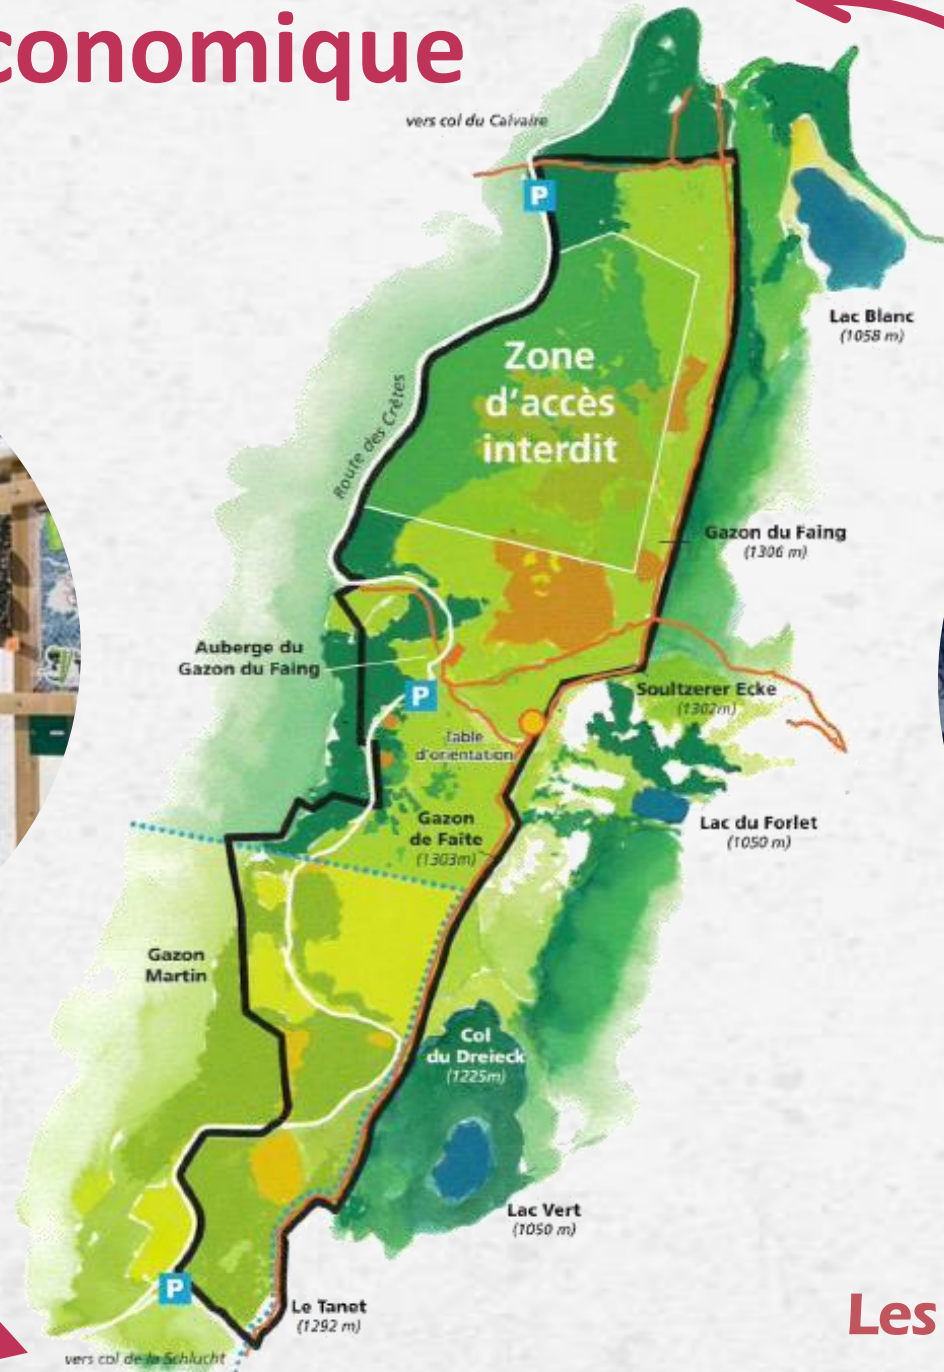 conomique
vers col du Calvaire
P
Lac Blanc
(1058 m)
Zone
d'accès
interdit
Route des Crêtes
Gazon du Faing
(1306 m)
Auberge du
Gazon du Faing
P
Soultzerer Ecke
(1302m)
Table
d'orientation
Gazon
de Faîte
(1303m)
Lac du Forlet
(1050 m)
Gazon
Martin
Col
du Dreieck
(1225m)
Lac Vert
(1050 m)
P
Le Tanet
(1292 m)
Les
vers col de la Schlucht